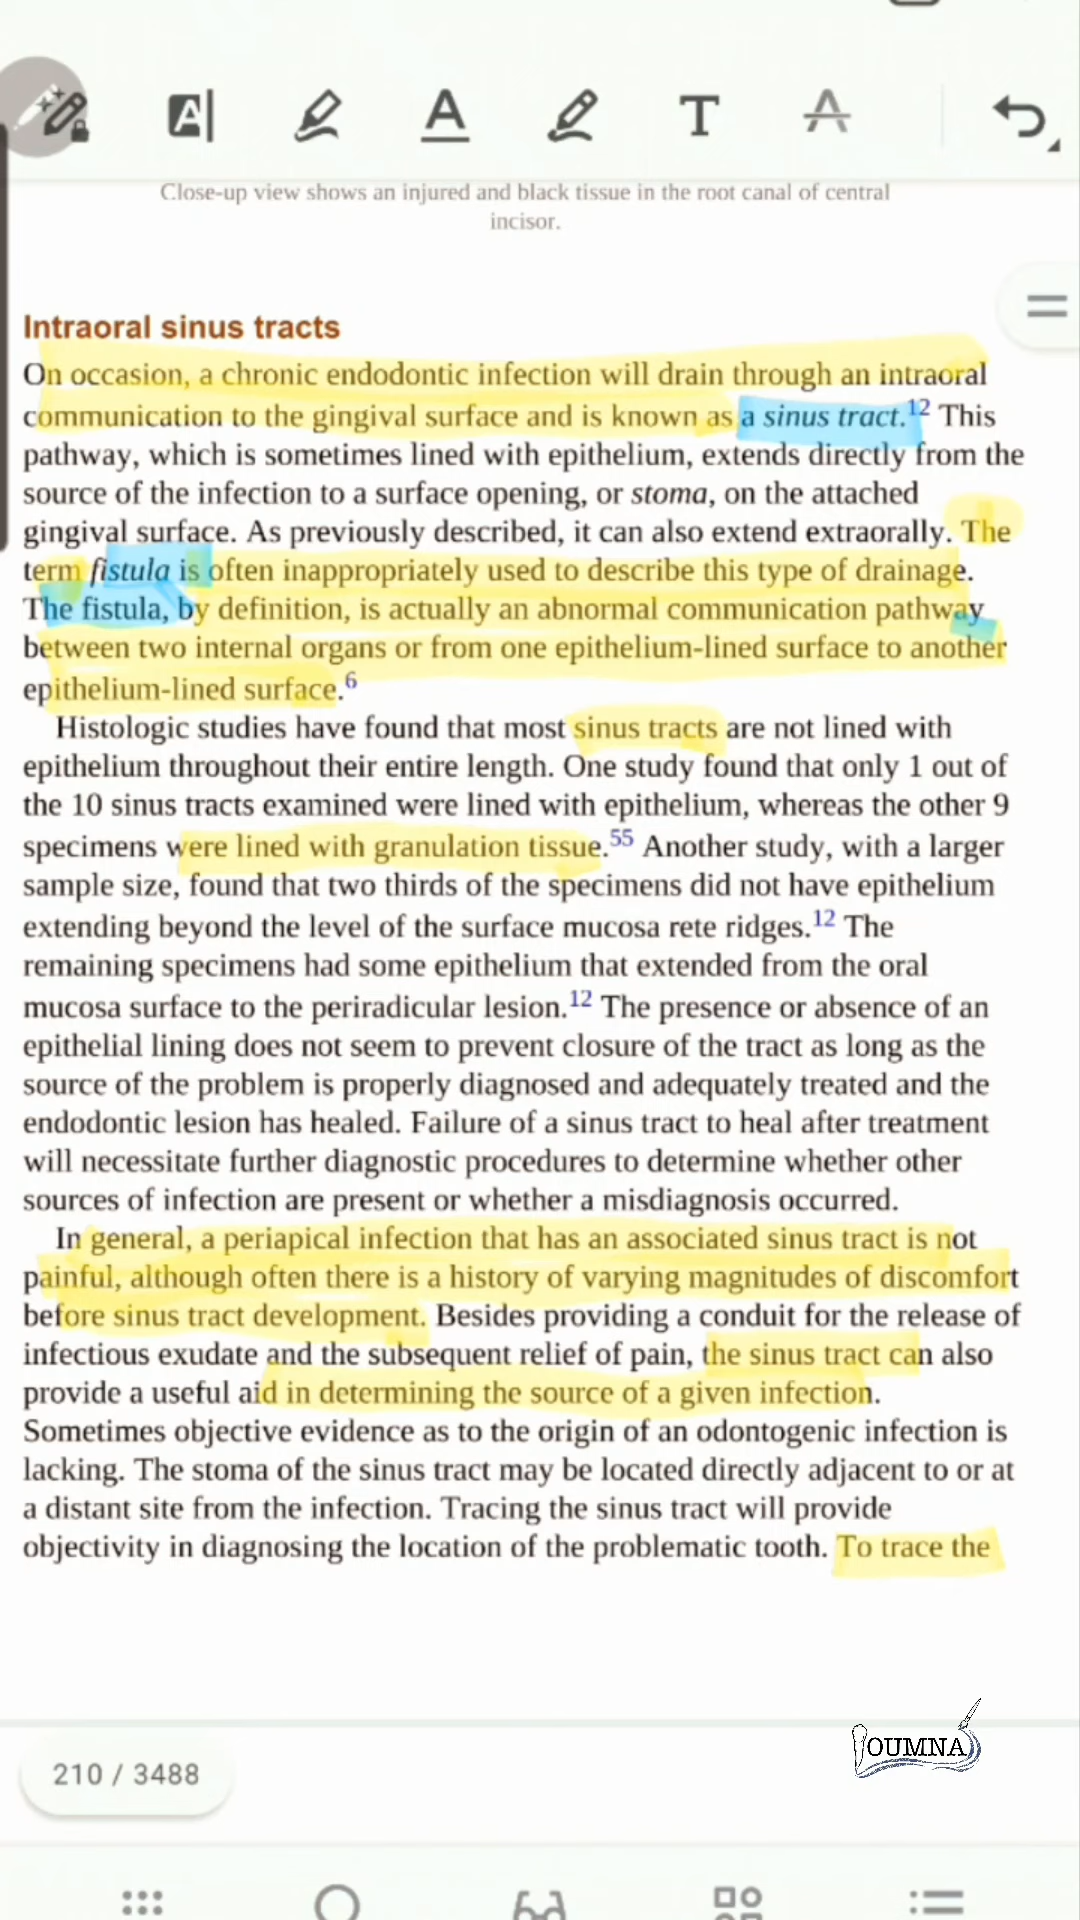 Close-up view shows an injured and black tissue in the root canal of central
incisor.
Intraoral sinus tracts
On occasion, a chronic endodontic infection will drain through an intraoral
communication to the gingival surface and is known as a sinus tract.12 This
pathway, which is sometimes lined with epithelium, extends directly from the
source of the infection to a surface opening, or stoma, on the attached
gingival surface. As previously described, it can also extend extraorally. The
term fistula is often inappropriately used to describe this type of drainage.
The fistula, by definition, is actually an abnormal communication pathway
between two internal organs or from one epithelium-lined surface to another
epithelium-lined surface.6
Histologic studies have found that most sinus tracts are not lined with
epithelium throughout their entire length. One study found that only 1 out of
the 10 sinus tracts examined were lined with epithelium, whereas the other 9
specimens were lined with granulation tissue.55 Another study, with a larger
sample size, found that two thirds of the specimens did not have epithelium
extending beyond the level of the surface mucosa rete ridges.12 The
remaining specimens had some epithelium that extended from the oral
mucosa surface to the periradicular lesion.12 The presence or absence of an
epithelial lining does not seem to prevent closure of the tract as long as the
source of the problem is properly diagnosed and adequately treated and the
endodontic lesion has healed. Failure of a sinus tract to heal after treatment
will necessitate further diagnostic procedures to determine whether other
sources of infection are present or whether a misdiagnosis occurred.
In general, a periapical infection that has an associated sinus tract is not
painful, although often there is a history of varying magnitudes of discomfort
before sinus tract development. Besides providing a conduit for the release of
infectious exudate and the subsequent relief of pain, the sinus tract can also
provide a useful aid in determining the source of a given infection.
Sometimes objective evidence as to the origin of an odontogenic infection is
lacking. The stoma of the sinus tract may be located directly adjacent to or at
a distant site from the infection. Tracing the sinus tract will provide
objectivity in diagnosing the location of the problematic tooth. To trace the
OUMNA
210 / 3488